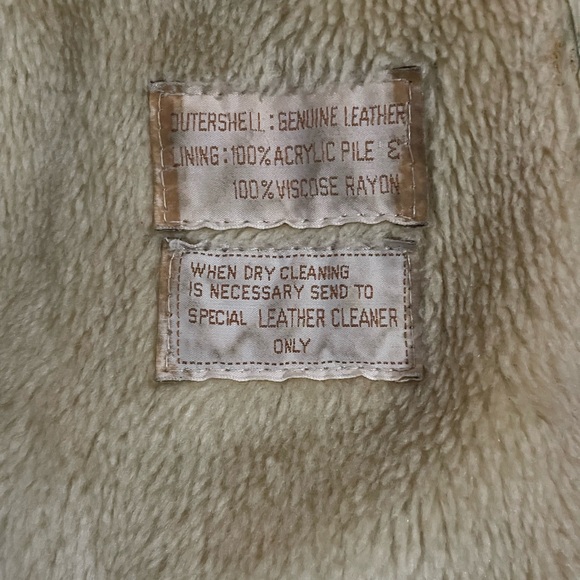 OUTERSHELL: GENUINE LEATHER
LINING: 100% ACRYLIC PILE &
100% VISCOSE RAYON
WHEN DRY CLEANING
IS NECESSARY SEND TO
SPECIAL LEATHER CLEANER
ONLY